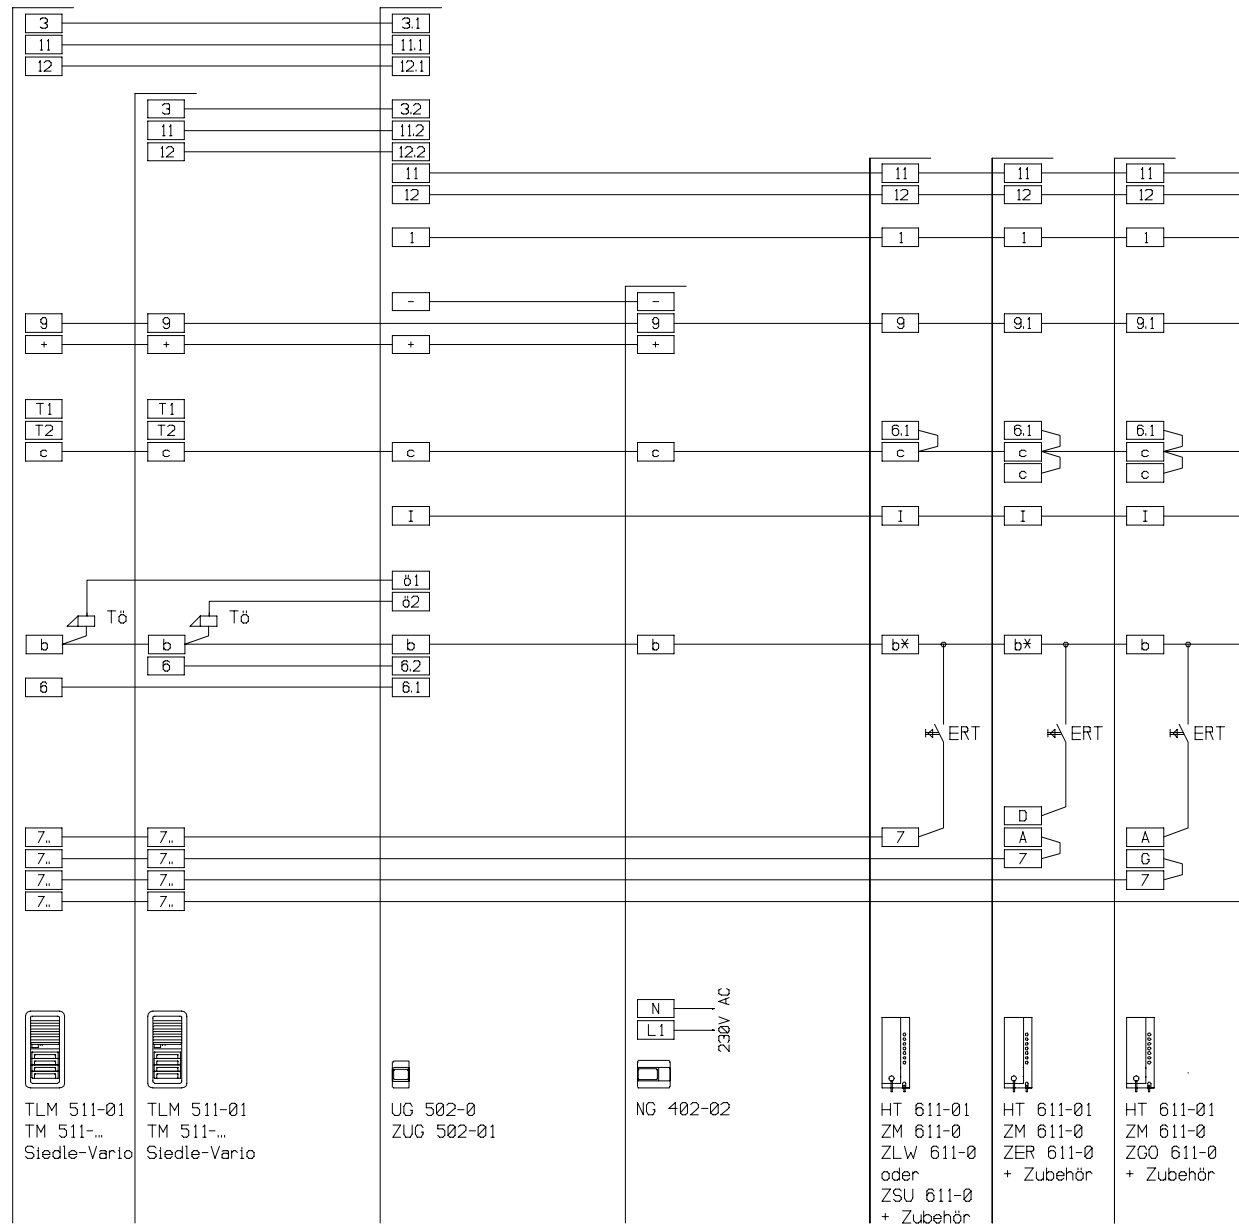 3 3.1
11 11.1
12 12.1
3 3.2
11 11.2
12 12.2
11 11 11 11
12 12 12 12
1 1 1 1
- -
9 9 9 9 9.1 9.1
+ + + +
T1 T1
T2 T2 6.1 6.1 6.1
c c c c c c c
c c
I I I I
ö1
ö2
Tö Tö
b b b b b* b* b
6 6.2
6 6.1
ERT ERT ERT
D
7.. 7.. 7 A A
7.. 7.. 7 G
7.. 7.. 7
7.. 7..
N
L1
230V AC
TLM 511-01
TM 511-...
Siedle-Vario
TLM 511-01
TM 511-...
Siedle-Vario
UG 502-0
ZUG 502-01
NG 402-02
HT 611-01
ZM 611-0
ZLW 611-0
oder
ZSU 611-0
+ Zubehör
HT 611-01
ZM 611-0
ZER 611-0
+ Zubehör
HT 611-01
ZM 611-0
ZGO 611-0
+ Zubehör